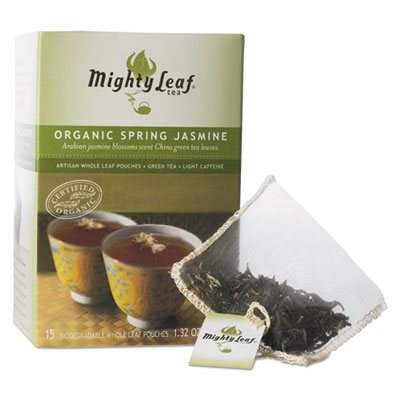 Mighty Leaf®
tea
ORGANIC SPRING JASMINE
Arabian jasmine blossoms scent China green tea leaves.
ARTISAN WHOLE LEAF POUCHES • GREEN TEA • LIGHT CAFFEINE
CERTIFIED
ORGANIC
15 BIODEGRADABLE WHOLE LEAF POUCHES 1.32 OZ
Mighty Leaf
tea